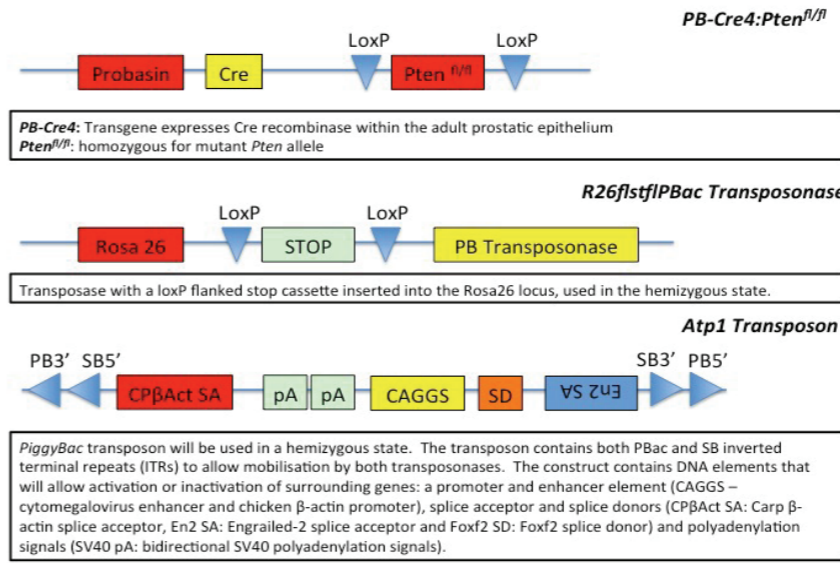 PB-Cre4:Pten^fl/fl
LoxP LoxP
Probasin Cre Pten ^fl/fl
PB-Cre4: Transgene expresses Cre recombinase within the adult prostatic epithelium
Pten^fl/fl: homozygous for mutant Pten allele
R26flstflPBac Transposonase
LoxP LoxP
Rosa 26 STOP PB Transposonase
Transposase with a loxP flanked stop cassette inserted into the Rosa26 locus, used in the hemizygous state.
Atp1 Transposon
PB3’ SB5’ SB3’ PB5’
CPβAct SA pA pA CAGGS SD En2 SA
PiggyBac transposon will be used in a hemizygous state. The transposon contains both PBac and SB inverted
terminal repeats (ITRs) to allow mobilisation by both transposonases. The construct contains DNA elements that
will allow activation or inactivation of surrounding genes: a promoter and enhancer element (CAGGS –
cytomegalovirus enhancer and chicken β-actin promoter), splice acceptor and splice donors (CPβAct SA: Carp β-
actin splice acceptor, En2 SA: Engrailed-2 splice acceptor and Foxf2 SD: Foxf2 splice donor) and polyadenylation
signals (SV40 pA: bidirectional SV40 polyadenylation signals).